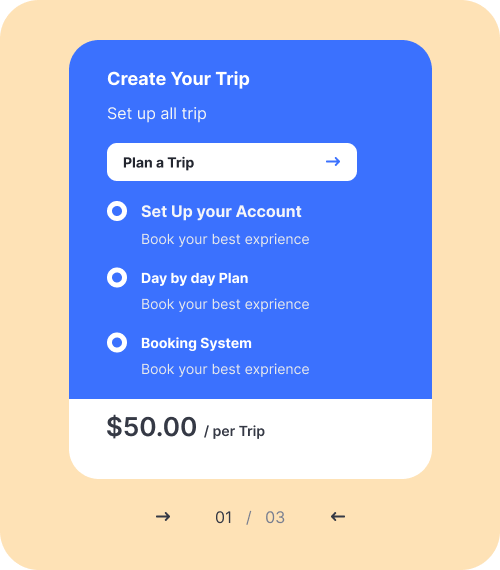 Create Your Trip
Set up all trip
Plan a Trip →
Set Up your Account
Book your best exprience
Day by day Plan
Book your best exprience
Booking System
Book your best exprience
$50.00 / per Trip
→ 01 / 03 ←